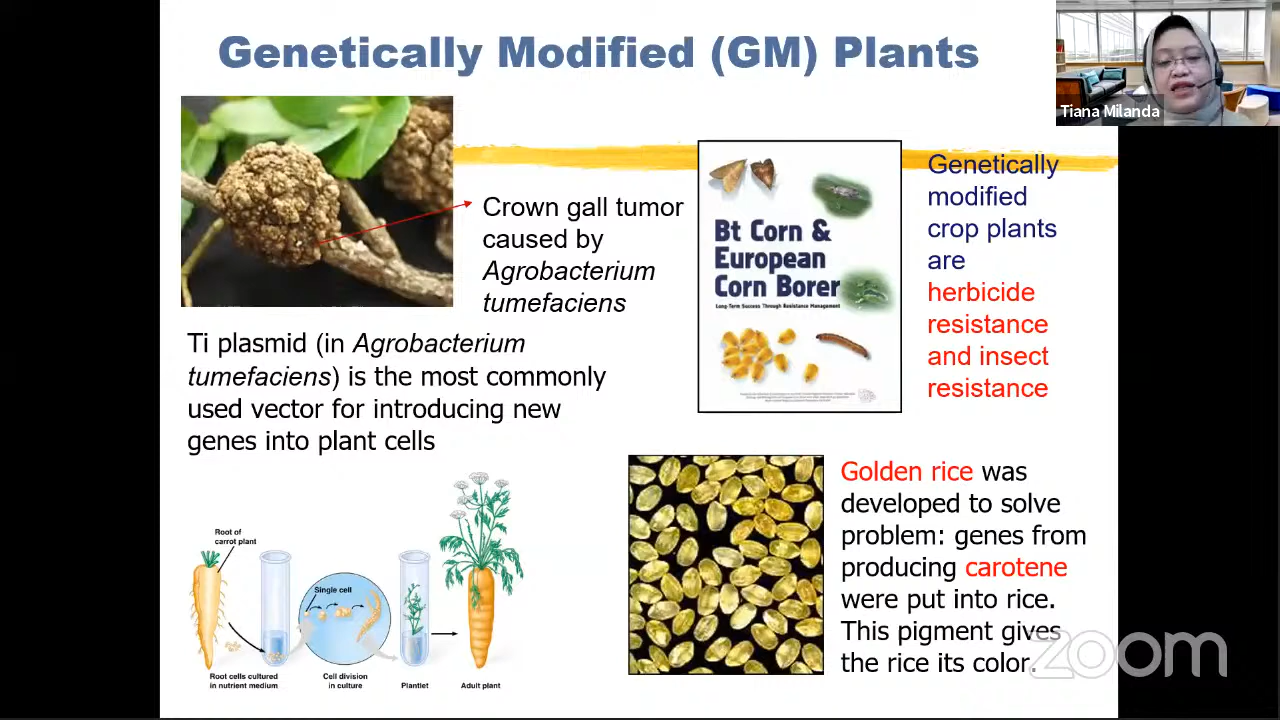 Genetically Modified (GM) Plants
Tiana Milanda
Crown gall tumor
caused by
Agrobacterium
tumefaciens
Ti plasmid (in Agrobacterium
tumefaciens) is the most commonly
used vector for introducing new
genes into plant cells
Bt Corn &
European
Corn Borer
Long-Term Success Through Resistance Management
Genetically
modified
crop plants
are
herbicide
resistance
and insect
resistance
Root of
carrot plant
Single cell
Root cells cultured
in nutrient medium
Cell division
in culture
Plantlet
Adult plant
Golden rice was
developed to solve
problem: genes from
producing carotene
were put into rice.
This pigment gives
the rice its color.
zoom